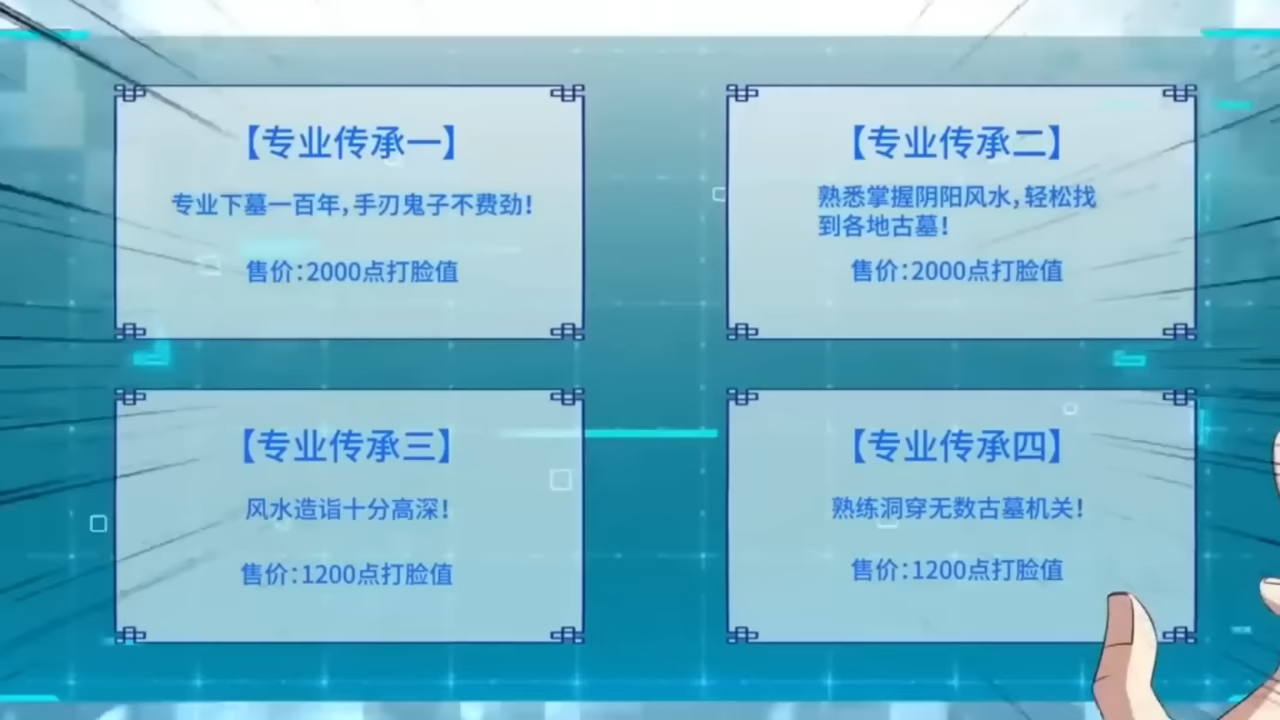 【专业传承一】
专业下墓一百年,手刃鬼子不费劲!
售价:2000点打脸值
【专业传承二】
熟悉掌握阴阳风水,轻松找
到各地古墓!
售价:2000点打脸值
【专业传承三】
风水造诣十分高深!
售价:1200点打脸值
【专业传承四】
熟练洞穿无数古墓机关!
售价:1200点打脸值